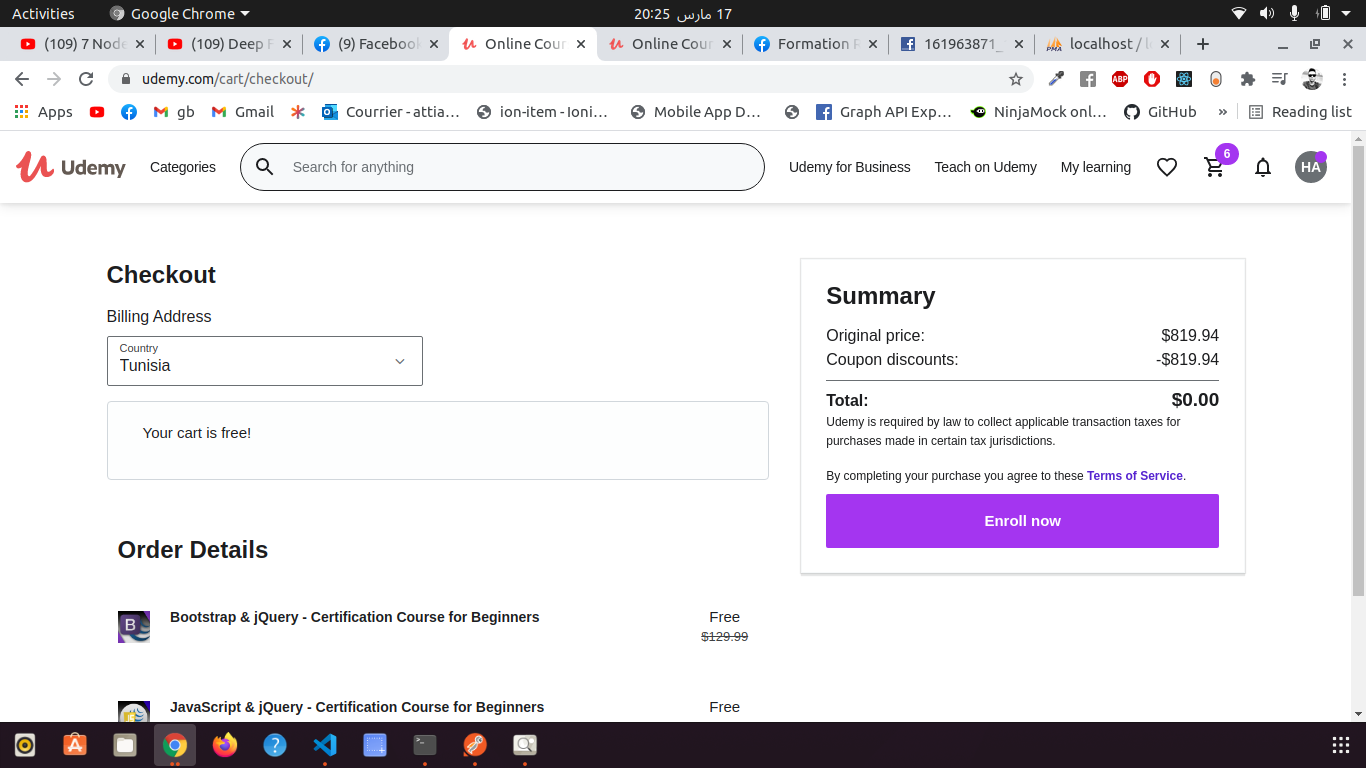 Activities
Google Chrome
17 مارس 20:25
(109) 7 Node
(109) Deep F
(9) Facebook
Online Cour
Online Cour
Formation R
161963871_
localhost / lo
udemy.com/cart/checkout/
ABP
Apps
gb
Gmail
Courrier - attia…
ion-item - Ioni…
Mobile App D…
Graph API Exp…
NinjaMock onl…
GitHub
»
Reading list
Udemy
Categories
Search for anything
Udemy for Business
Teach on Udemy
My learning
6
HA
Checkout
Billing Address
Country
Tunisia
Your cart is free!
Summary
Original price: $819.94
Coupon discounts: -$819.94
Total: $0.00
Udemy is required by law to collect applicable transaction taxes for
purchases made in certain tax jurisdictions.
By completing your purchase you agree to these Terms of Service.
Enroll now
Order Details
B
Bootstrap & jQuery - Certification Course for Beginners
Free
$129.99
JavaScript & jQuery - Certification Course for Beginners
Free